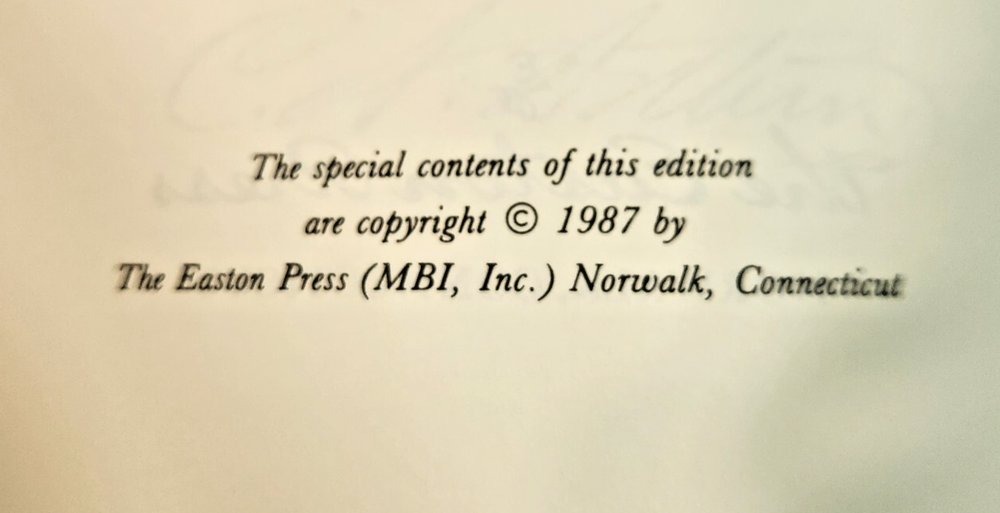 The special contents of this edition
are copyright © 1987 by
The Easton Press (MBI, Inc.) Norwalk, Connecticut